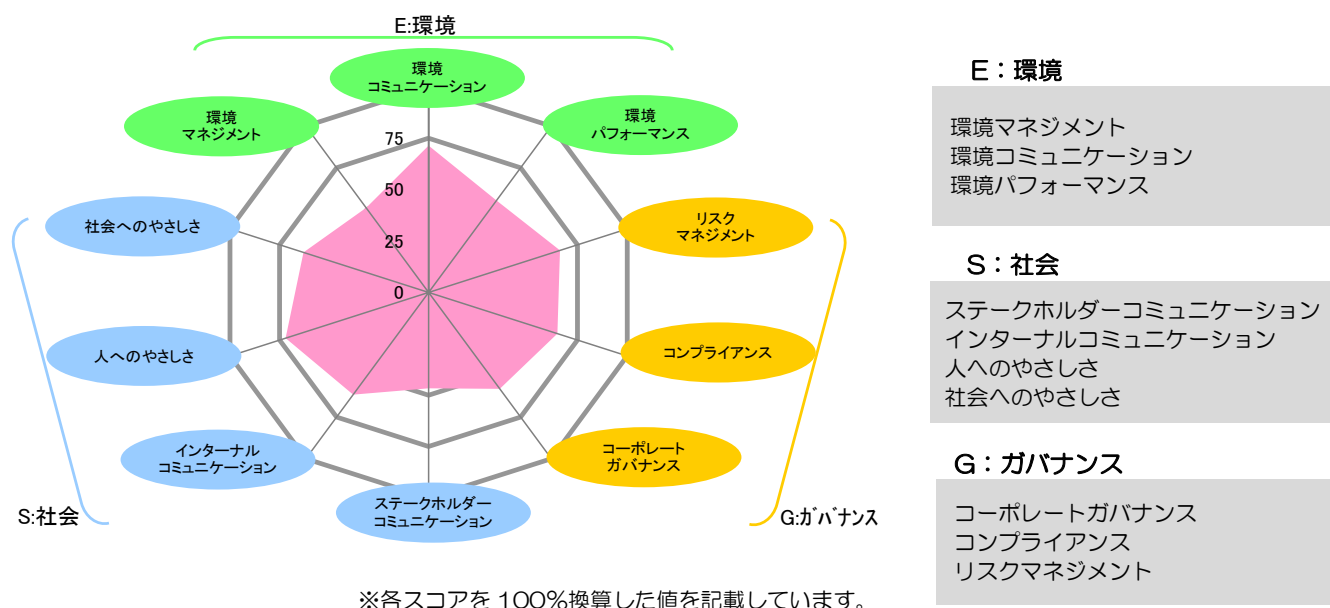 E:環境
環境
コミュニケーション
環境
マネジメント
環境
パフォーマンス
75
50
25
0
社会へのやさしさ
リスク
マネジメント
人へのやさしさ
コンプライアンス
インターナル
コミュニケーション
コーポレート
ガバナンス
ステークホルダー
コミュニケーション
S:社会
G:ガバナンス
※各スコアを 100%換算した値を記載しています。
E:環境
環境マネジメント
環境コミュニケーション
環境パフォーマンス
S:社会
ステークホルダーコミュニケーション
インターナルコミュニケーション
人へのやさしさ
社会へのやさしさ
G:ガバナンス
コーポレートガバナンス
コンプライアンス
リスクマネジメント